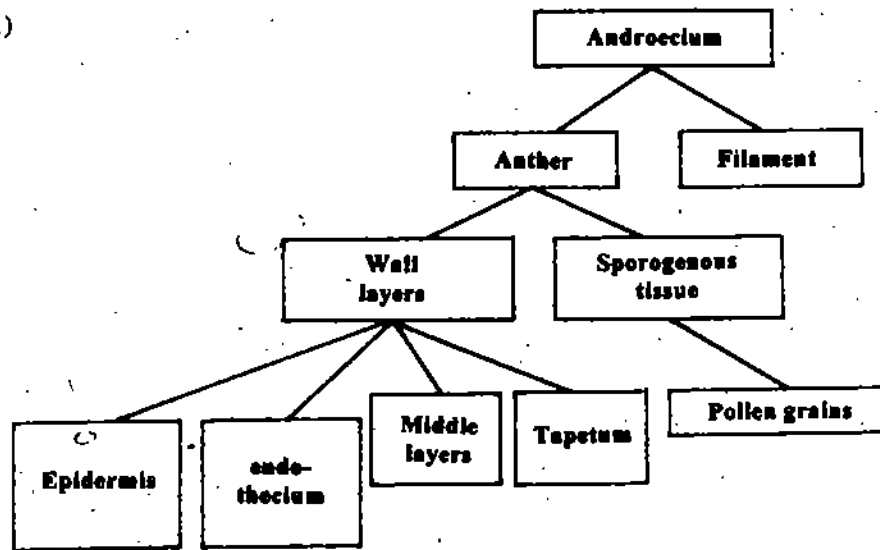 )
Androecium
Anther
Filament
Wall
layers
Sporogenous
tissue
Epidermis
endo-
thecium
Middle
layers
Tapetum
Pollen grains